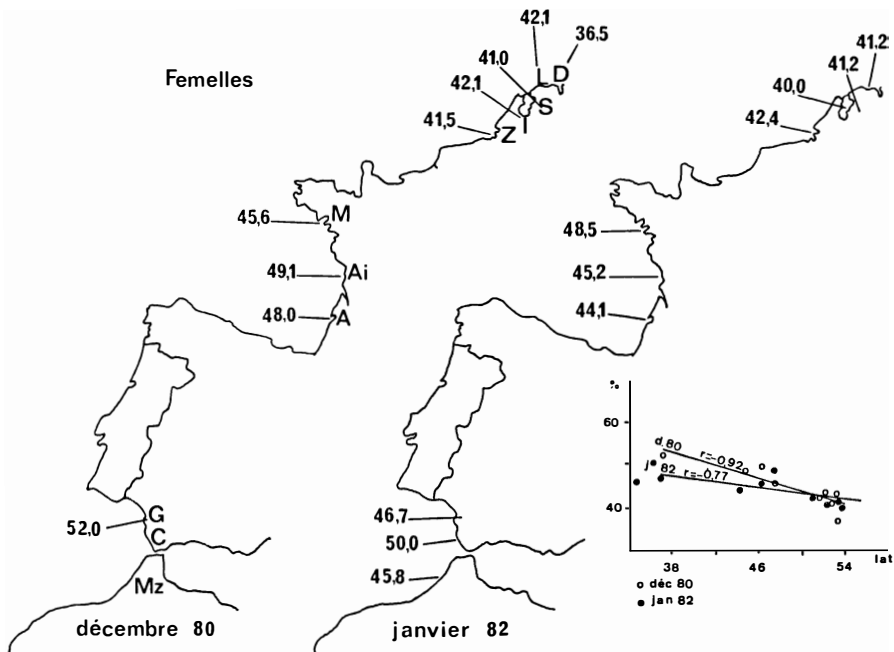 Femelles
42,1
36,5
41,0
L
D
42,1
S
41,5
I
Z
45,6
M
49,1
Ai
48,0
A
G
52,0
C
Mz
décembre 80
41,2
41,2
40,0
42,4
48,5
45,2
44,1
46,7
50,0
45,8
janvier 82
60
40
d.80
r=-0,92
j
82
r=-0,77
38
46
54
lat
○ déc 80
● jan 82